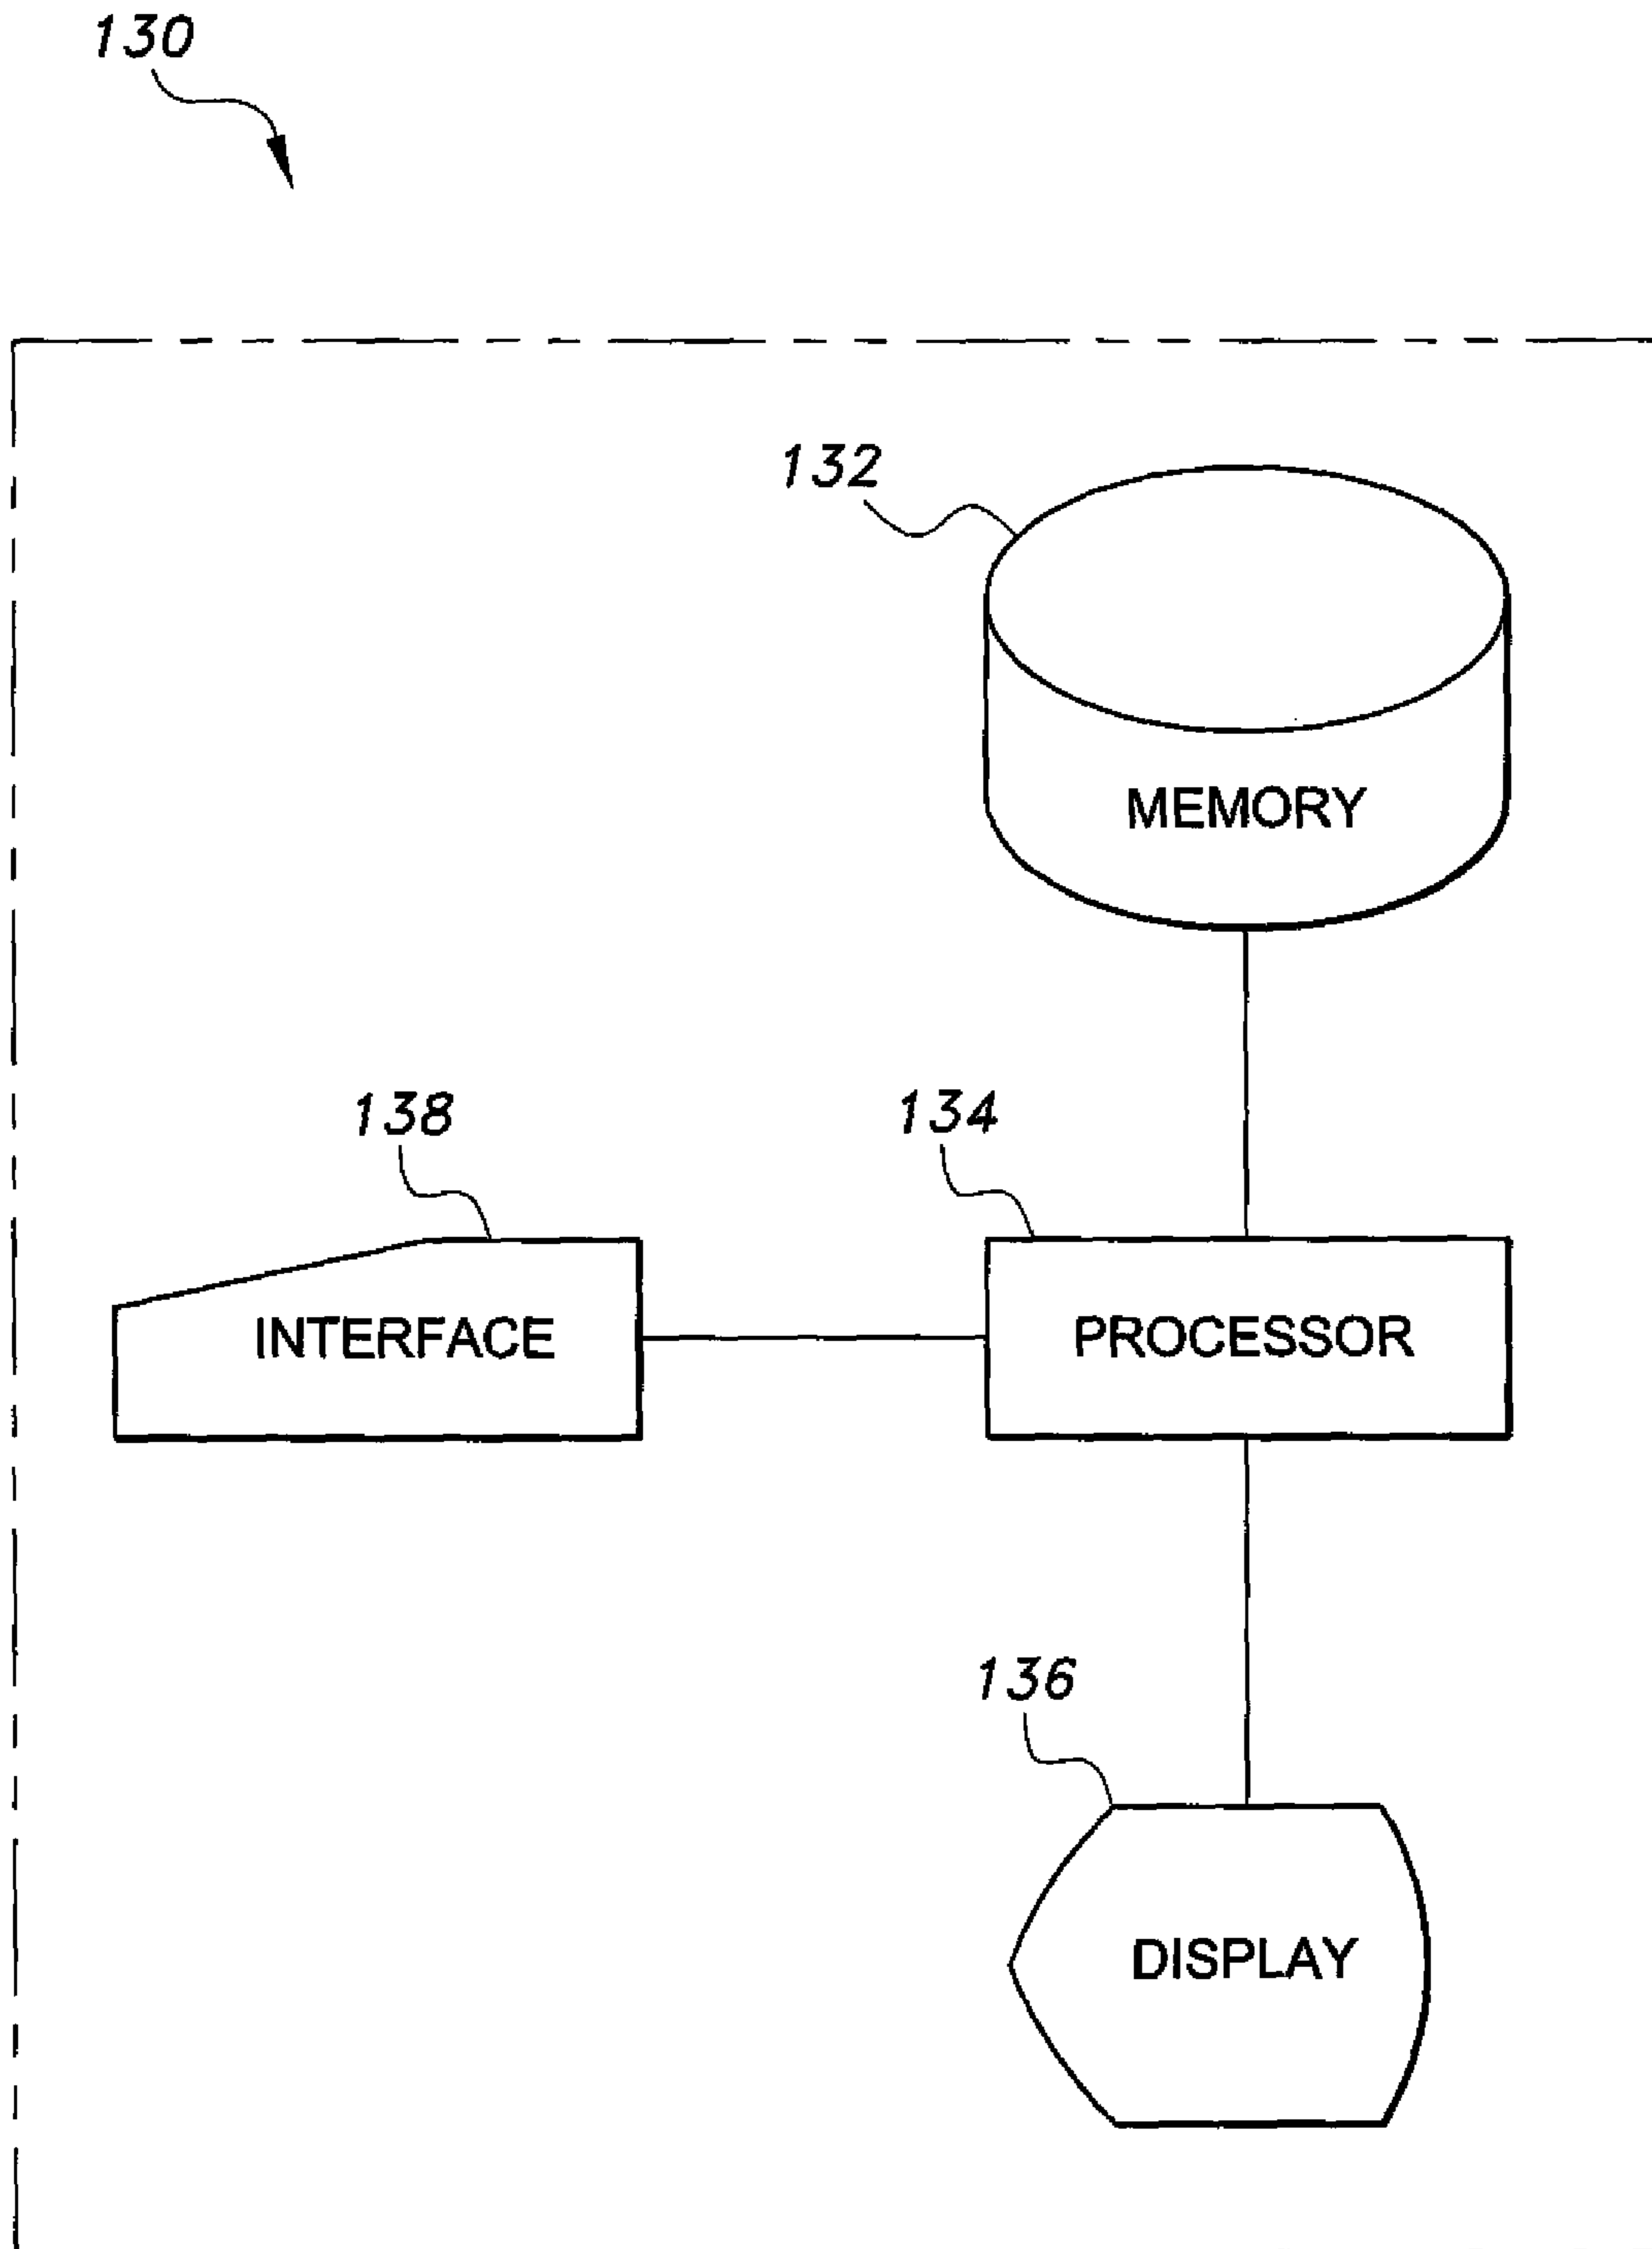 130
132
MEMORY
138
134
INTERFACE
PROCESSOR
136
DISPLAY